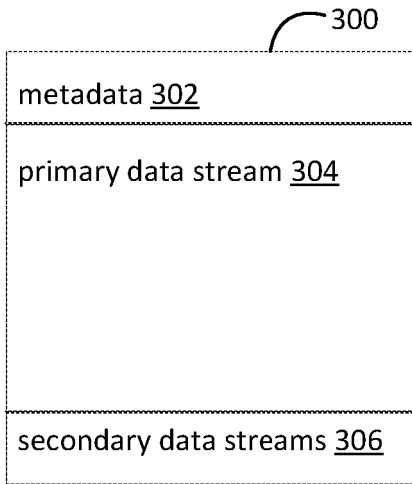 300
metadata 302
primary data stream 304
secondary data streams 306